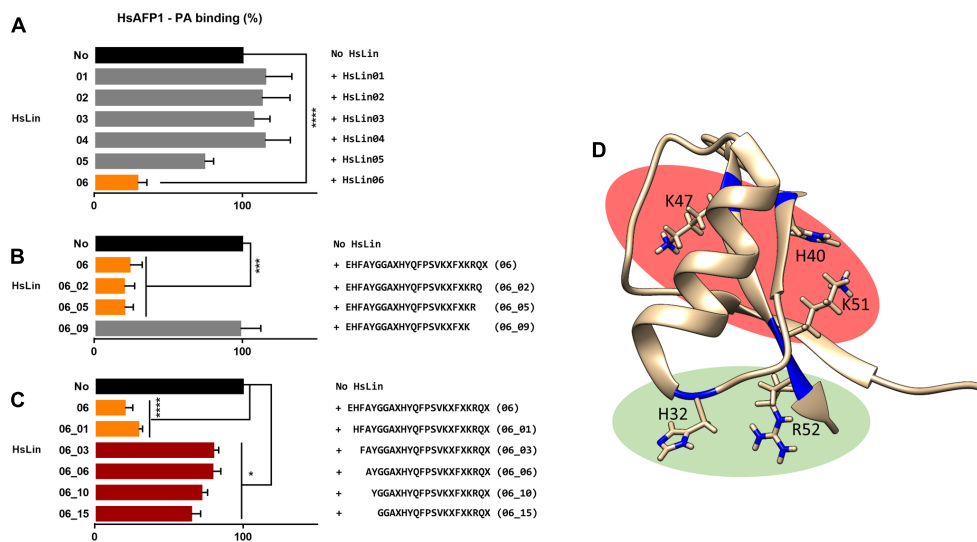 HsAFP1 - PA binding (%)
A
No
No HsLin
01
+ HsLin01
02
+ HsLin02
HsLin
03
+ HsLin03
04
+ HsLin04
05
+ HsLin05
06
+ HsLin06
****
0
100
B
No
No HsLin
HsLin
06
+ EHFAYGGAXHYQFPSVKXFXKRQX (06)
06_02
+ EHFAYGGAXHYQFPSVKXFXKRQ (06_02)
06_05
+ EHFAYGGAXHYQFPSVKXFXKR (06_05)
06_09
+ EHFAYGGAXHYQFPSVKXFXK (06_09)
***
0
100
C
No
No HsLin
06
+ EHFAYGGAXHYQFPSVKXFXKRQX (06)
06_01
+ HFAYGGAXHYQFPSVKXFXKRQX (06_01)
HsLin
06_03
+ FAYGGAXHYQFPSVKXFXKRQX (06_03)
06_06
+ AYGGAXHYQFPSVKXFXKRQX (06_06)
06_10
+ YGGAXHYQFPSVKXFXKRQX (06_10)
06_15
+ GGAXHYQFPSVKXFXKRQX (06_15)
****
*
0
100
D
K47
H40
K51
H32
R52